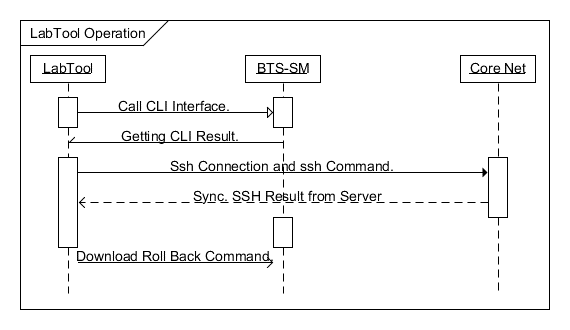 LabTool Operation
LabTool
BTS-SM
Core Net
Call CLI Interface.
Getting CLI Result.
Ssh Connection and ssh Command.
Sync. SSH Result from Server
Download Roll Back Command.